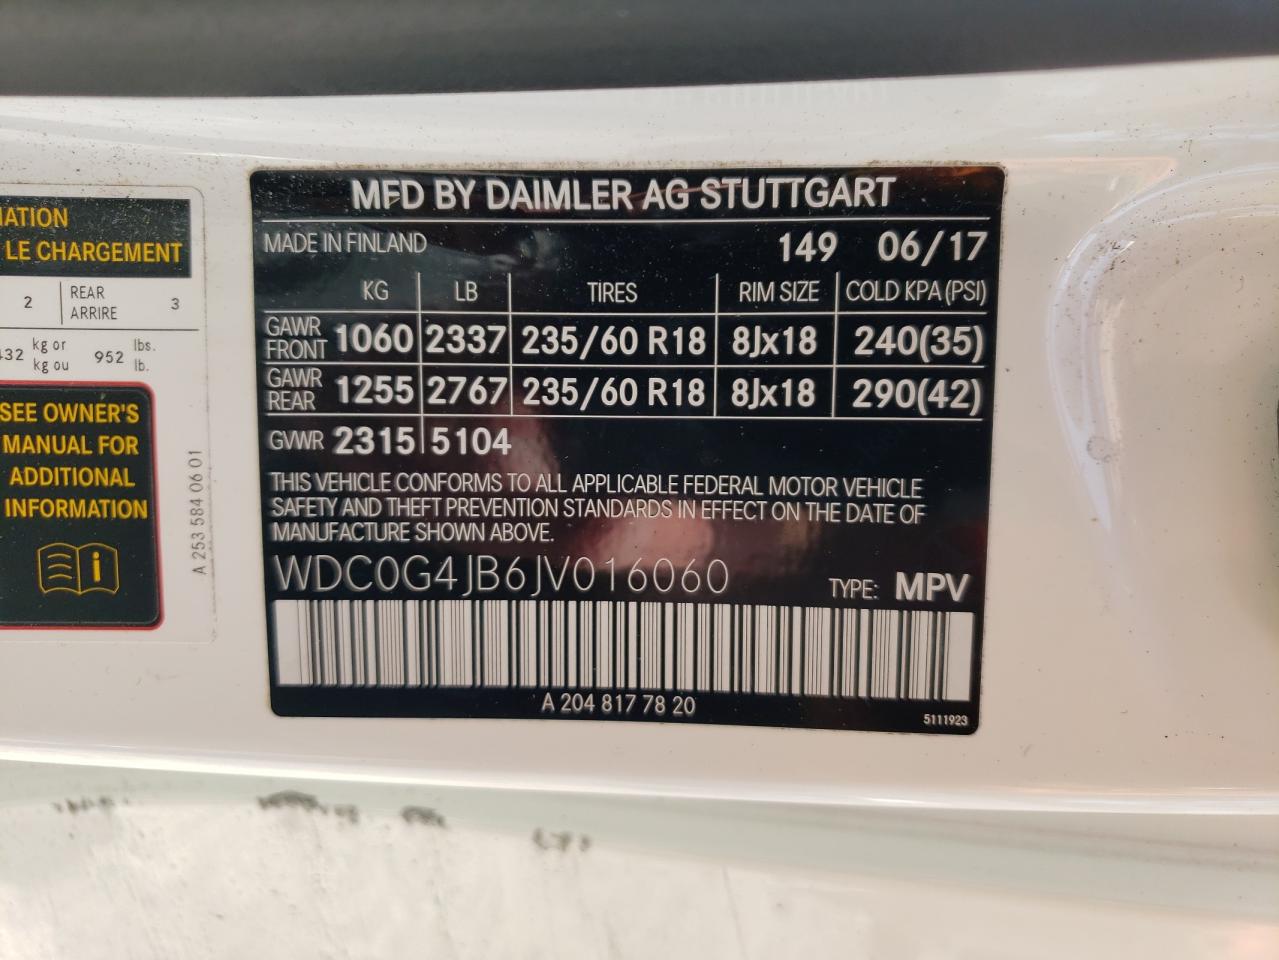 MFD BY DAIMLER AG STUTTGART
MADE IN FINLAND 149 06/17
KG LB TIRES RIM SIZE COLD KPA (PSI)
GAWR FRONT 1060 2337 235/60 R18 8Jx18 240(35)
GAWR REAR 1255 2767 235/60 R18 8Jx18 290(42)
GVWR 2315 5104
THIS VEHICLE CONFORMS TO ALL APPLICABLE FEDERAL MOTOR VEHICLE
SAFETY AND THEFT PREVENTION STANDARDS IN EFFECT ON THE DATE OF
MANUFACTURE SHOWN ABOVE.
WDC0G4JB6JV016060 TYPE: MPV
A 204 817 78 20
5111923
LE CHARGEMENT
2 REAR ARRIRE 3
kg or kg ou 952 lbs. lb.
SEE OWNER'S
MANUAL FOR
ADDITIONAL
INFORMATION
A 253 584 06 01